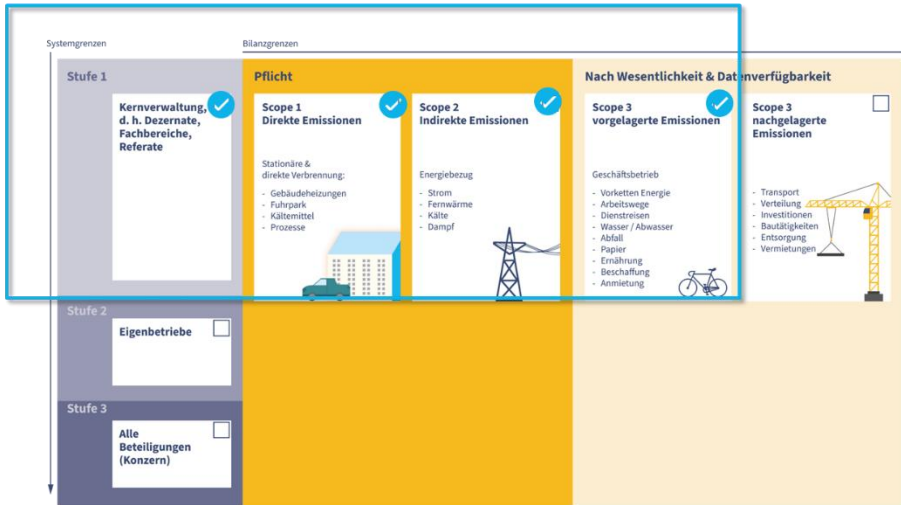 Systemgrenzen
Bilanzgrenzen
Stufe 1
Pflicht
Nach Wesentlichkeit & Datenverfügbarkeit
Kernverwaltung,
d. h. Dezernate,
Fachbereiche,
Referate
Scope 1
Direkte Emissionen
Stationäre &
direkte Verbrennung:
- Gebäudeheizungen
- Fuhrpark
- Kältemittel
- Prozesse
Scope 2
Indirekte Emissionen
Energiebezug
- Strom
- Fernwärme
- Kälte
- Dampf
Scope 3
vorgelagerte Emissionen
Geschäftsbetrieb
- Vorketten Energie
- Arbeitswege
- Dienstreisen
- Wasser / Abwasser
- Abfall
- Papier
- Ernährung
- Beschaffung
- Anmietung
Scope 3
nachgelagerte
Emissionen
- Transport
- Verteilung
- Investitionen
- Bautätigkeiten
- Entsorgung
- Vermietungen
Stufe 2
Eigenbetriebe
Stufe 3
Alle
Beteiligungen
(Konzern)